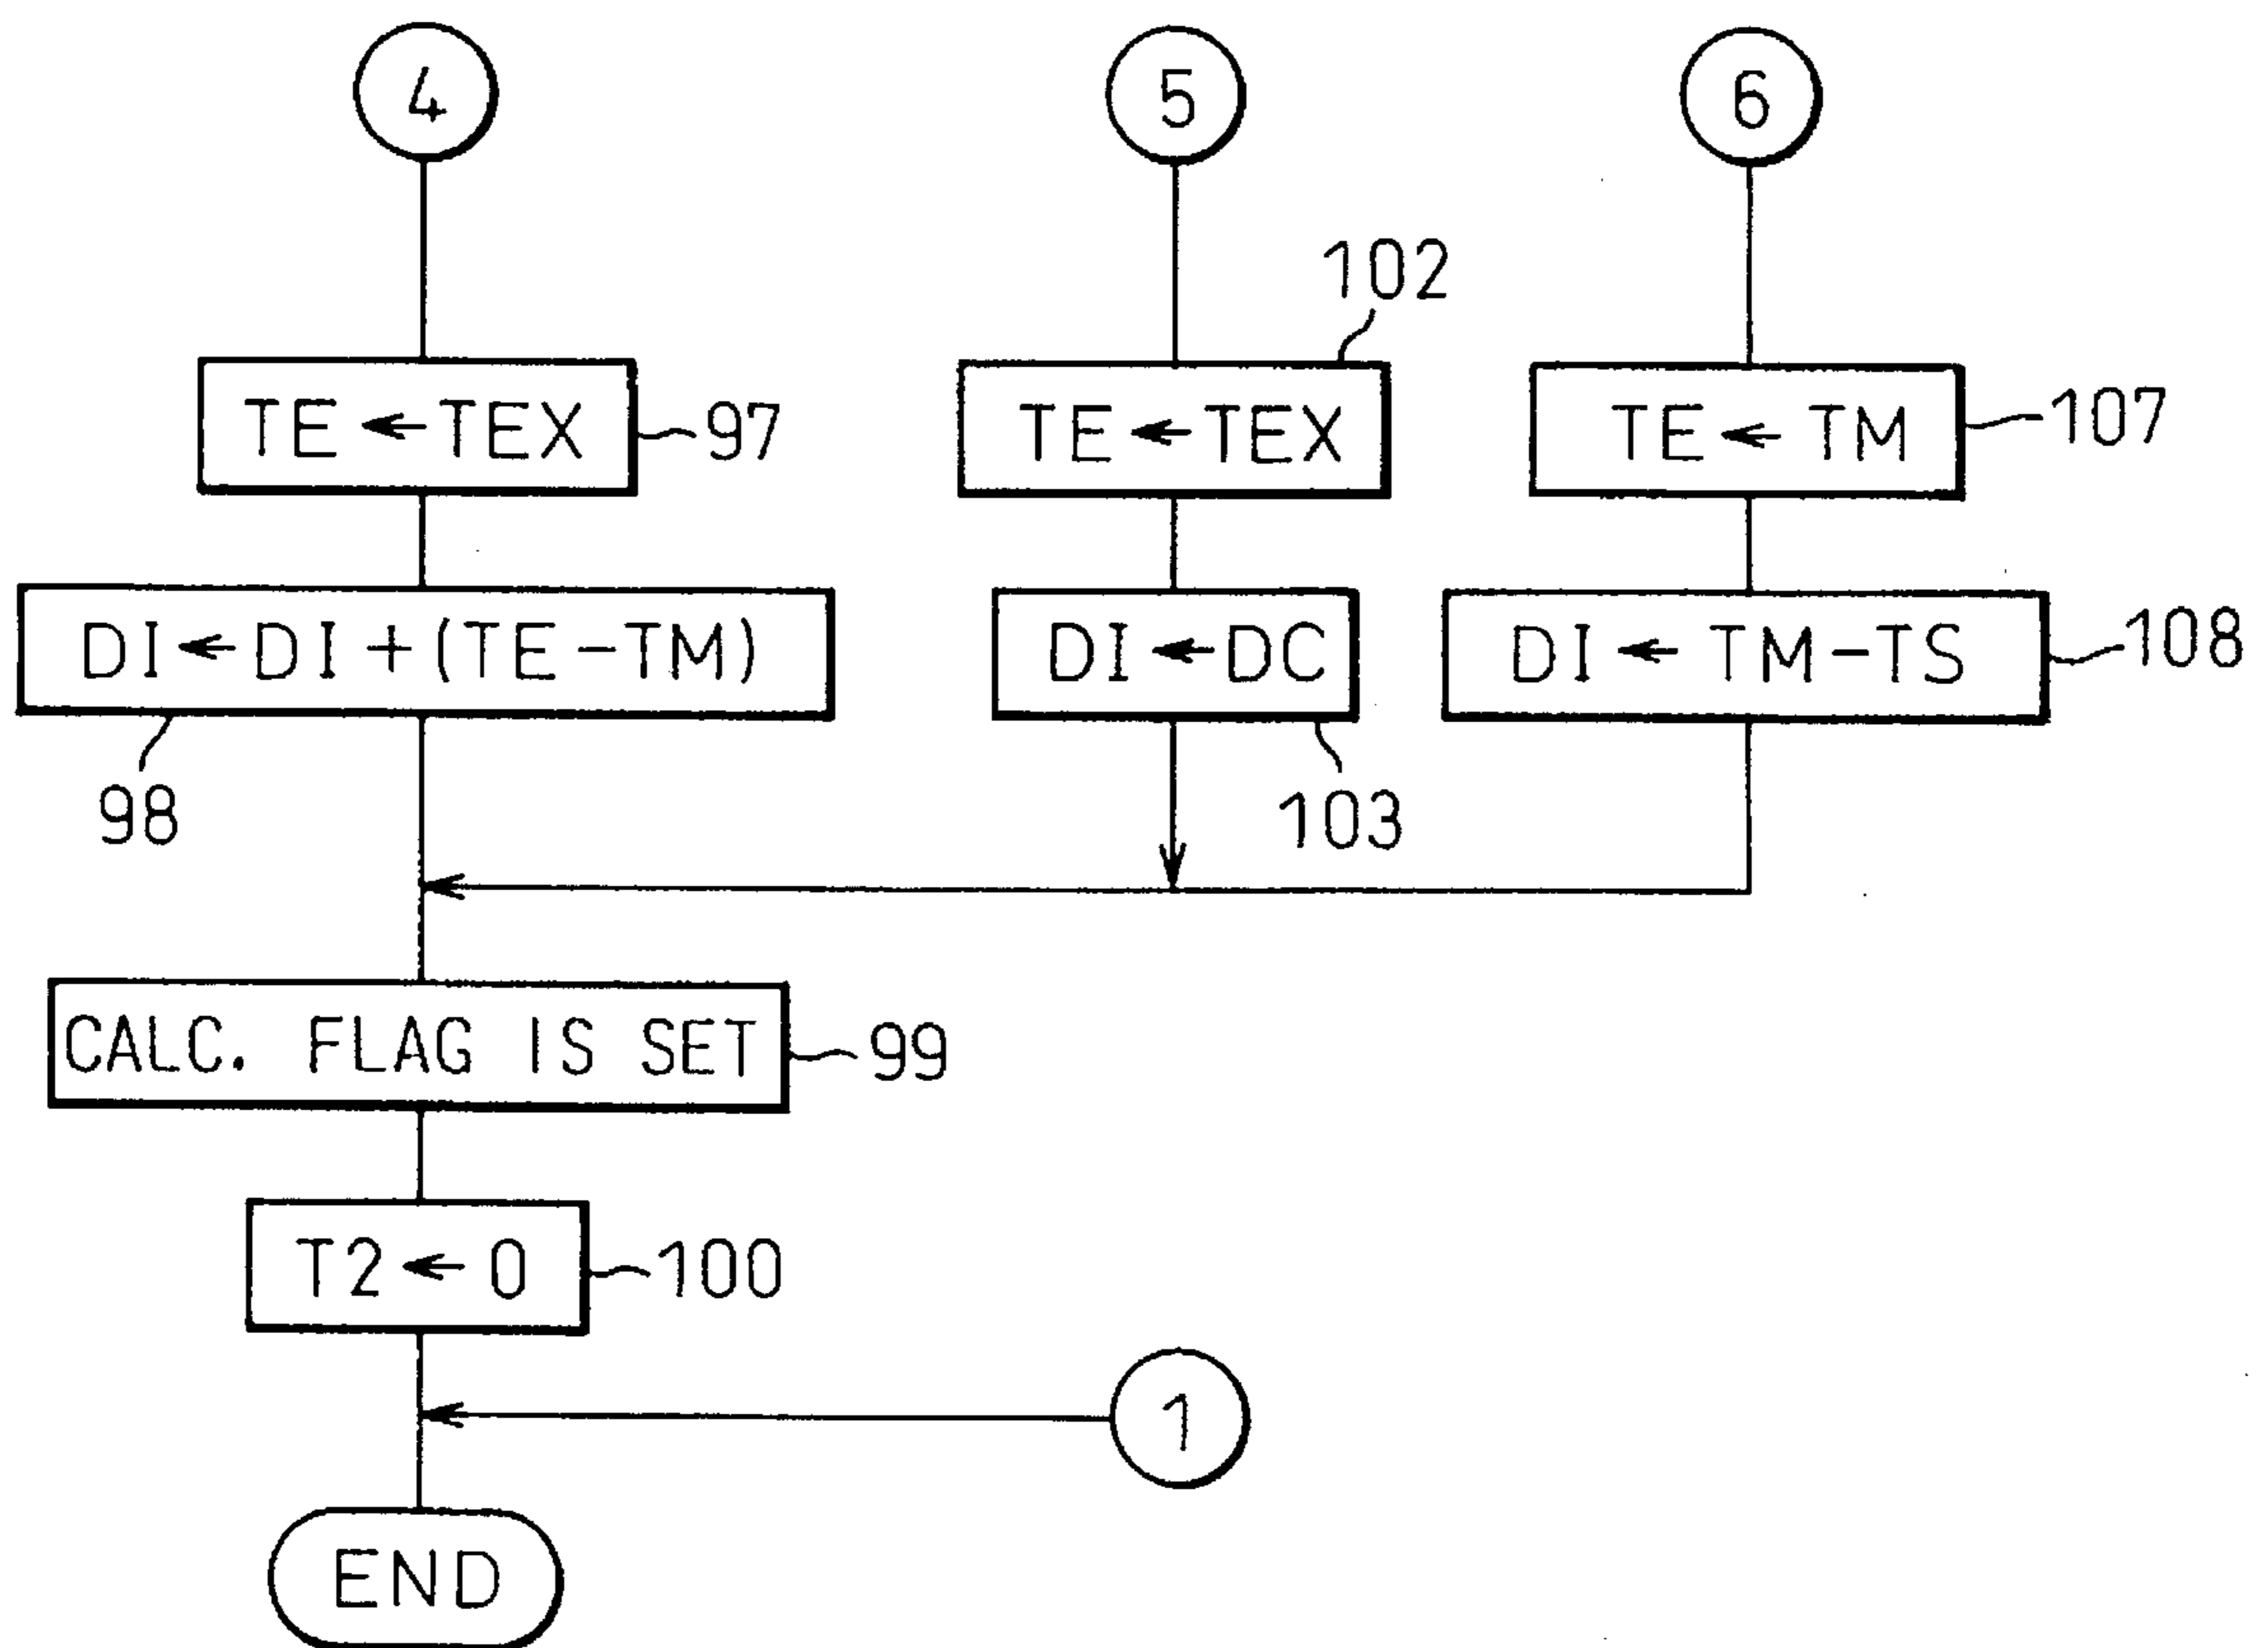 4
5
6
102
TE ← TEX
97
TE ← TEX
TE ← TM
107
DI ← DI + (TE - TM)
DI ← DC
DI ← TM - TS
108
98
103
CALC. FLAG IS SET
99
T2 ← 0
100
1
END